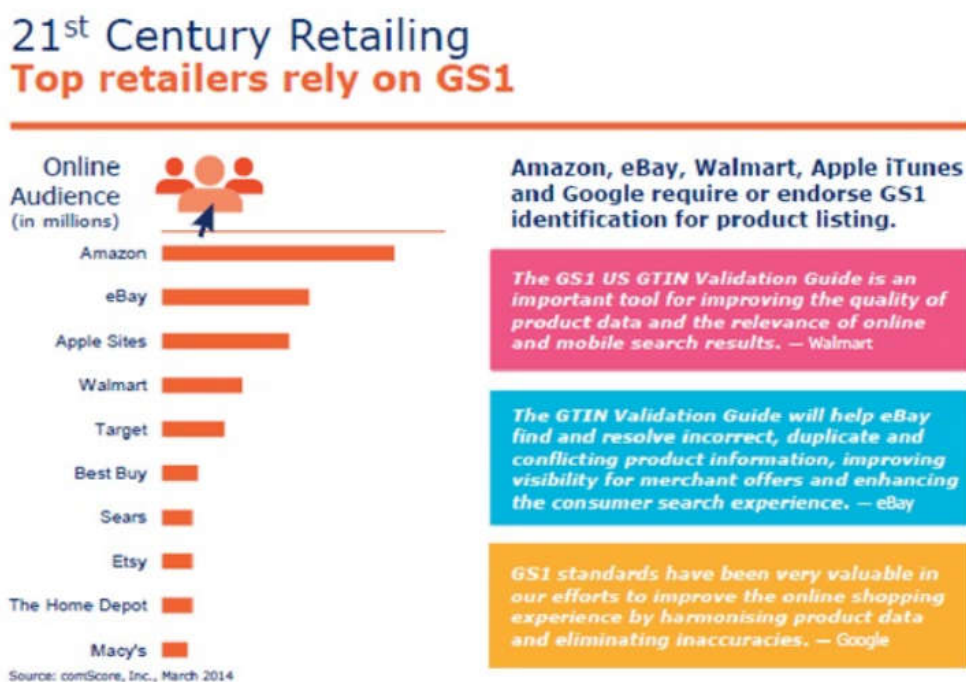 21st Century Retailing
Top retailers rely on GS1
Online
Audience
(in millions)
Amazon
eBay
Apple Sites
Walmart
Target
Best Buy
Sears
Etsy
The Home Depot
Macy's
Source: comScore, Inc., March 2014
Amazon, eBay, Walmart, Apple iTunes
and Google require or endorse GS1
identification for product listing.
The GS1 US GTIN Validation Guide is an
important tool for improving the quality of
product data and the relevance of online
and mobile search results. — Walmart
The GTIN Validation Guide will help eBay
find and resolve incorrect, duplicate and
conflicting product information, improving
visibility for merchant offers and enhancing
the consumer search experience. — eBay
GS1 standards have been very valuable in
our efforts to improve the online shopping
experience by harmonising product data
and eliminating inaccuracies. — Google